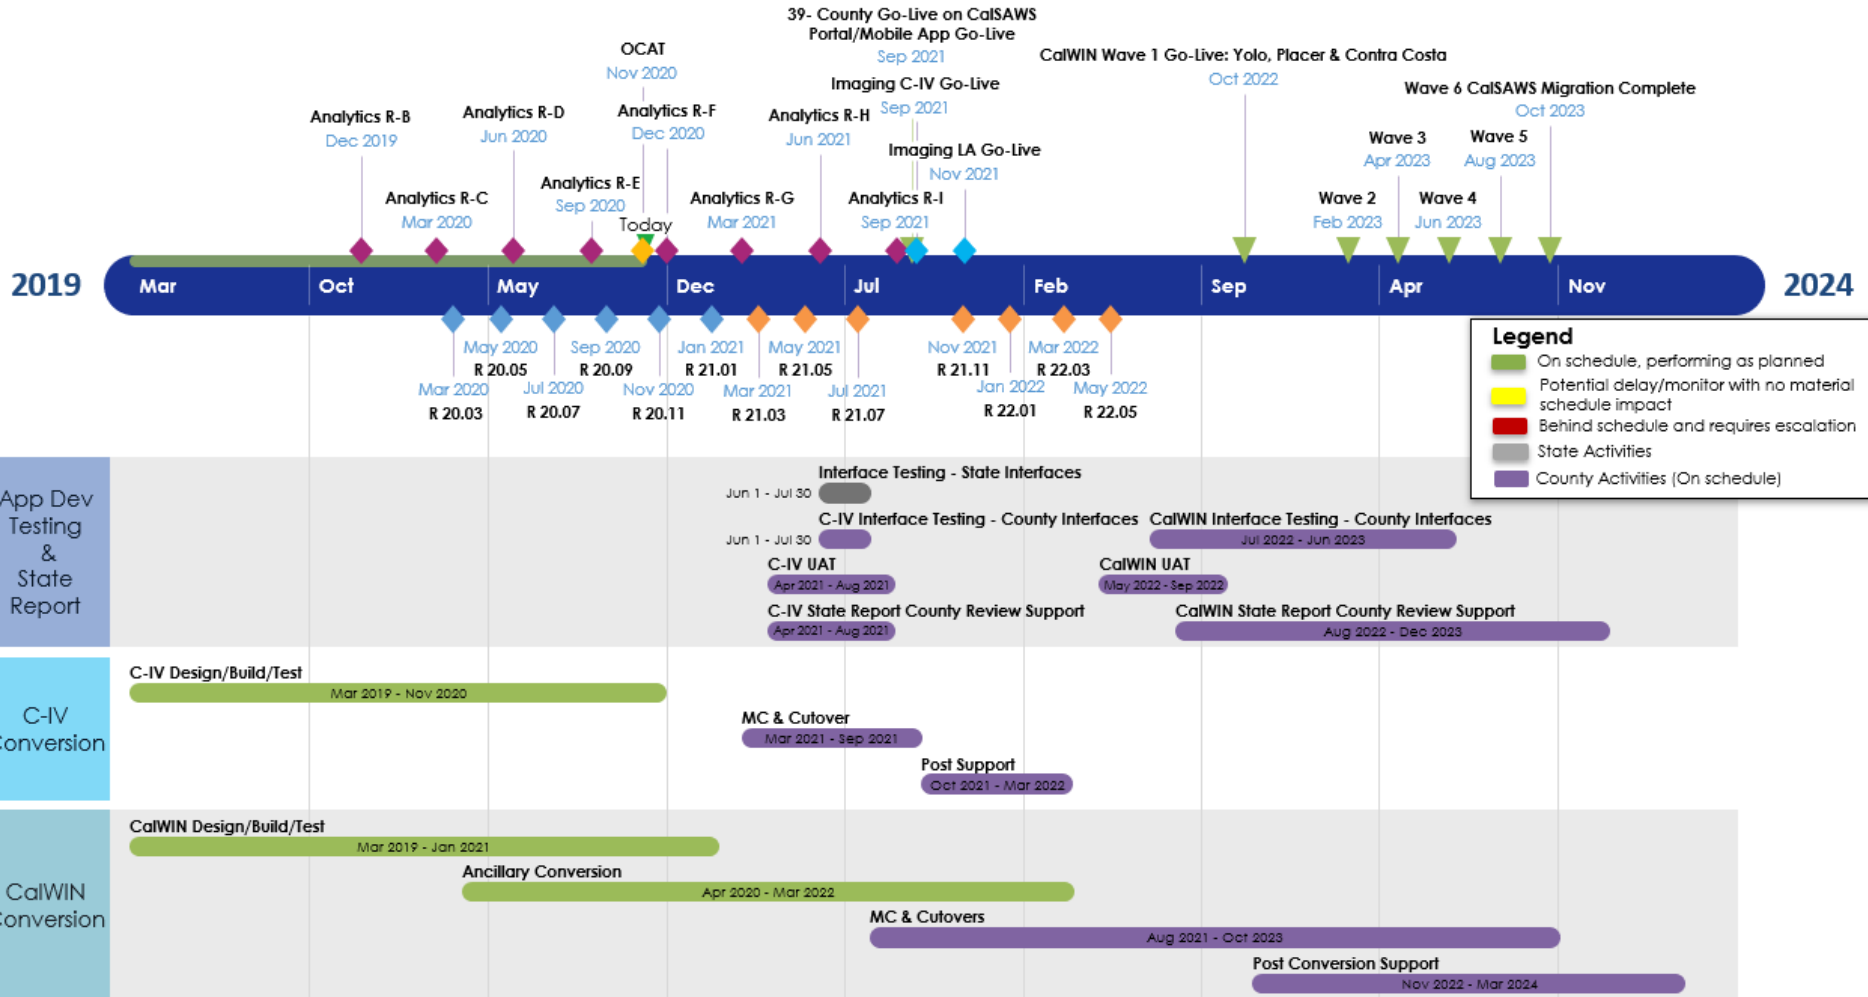 39- County Go-Live on CalSAWS
Portal/Mobile App Go-Live
Sep 2021
OCAT
Nov 2020
CalWIN Wave 1 Go-Live: Yolo, Placer & Contra Costa
Oct 2022
Imaging C-IV Go-Live
Sep 2021
Wave 6 CalSAWS Migration Complete
Oct 2023
Analytics R-B
Dec 2019
Analytics R-D
Jun 2020
Analytics R-F
Dec 2020
Analytics R-H
Jun 2021
Imaging LA Go-Live
Nov 2021
Wave 3
Apr 2023
Wave 5
Aug 2023
Analytics R-C
Mar 2020
Analytics R-E
Sep 2020
Today
Analytics R-G
Mar 2021
Analytics R-I
Sep 2021
Wave 2
Feb 2023
Wave 4
Jun 2023
2019
Mar
Oct
May
Dec
Jul
Feb
Sep
Apr
Nov
2024
May 2020
R 20.05
Sep 2020
R 20.09
Jan 2021
R 21.01
May 2021
R 21.05
Nov 2021
R 21.11
Mar 2022
R 22.03
Mar 2020
R 20.03
Jul 2020
R 20.07
Nov 2020
R 20.11
Mar 2021
R 21.03
Jul 2021
R 21.07
Jan 2022
R 22.01
May 2022
R 22.05
Legend
On schedule, performing as planned
Potential delay/monitor with no material
schedule impact
Behind schedule and requires escalation
State Activities
County Activities (On schedule)
App Dev
Testing
&
State
Report
Interface Testing - State Interfaces
Jun 1 - Jul 30
C-IV Interface Testing - County Interfaces
Jun 1 - Jul 30
CalWIN Interface Testing - County Interfaces
Jul 2022 - Jun 2023
C-IV UAT
Apr 2021 - Aug 2021
CalWIN UAT
May 2022 - Sep 2022
C-IV State Report County Review Support
Apr 2021 - Aug 2021
CalWIN State Report County Review Support
Aug 2022 - Dec 2023
C-IV
Conversion
C-IV Design/Build/Test
Mar 2019 - Nov 2020
MC & Cutover
Mar 2021 - Sep 2021
Post Support
Oct 2021 - Mar 2022
CalWIN
Conversion
CalWIN Design/Build/Test
Mar 2019 - Jan 2021
Ancillary Conversion
Apr 2020 - Mar 2022
MC & Cutovers
Aug 2021 - Oct 2023
Post Conversion Support
Nov 2022 - Mar 2024